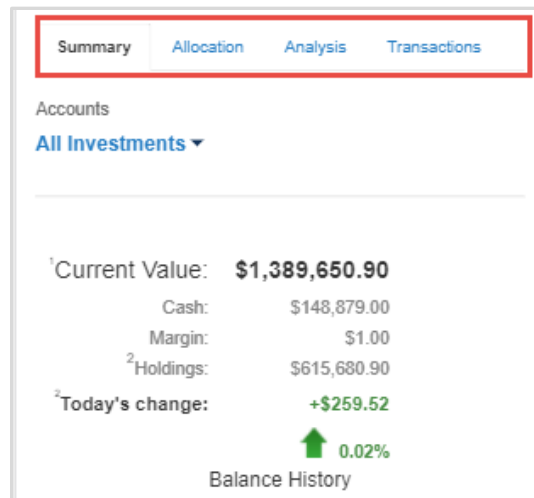 Summary Allocation Analysis Transactions
Accounts
All Investments
¹Current Value: $1,389,650.90
Cash: $148,879.00
Margin: $1.00
²Holdings: $615,680.90
²Today's change: +$259.52
0.02%
Balance History